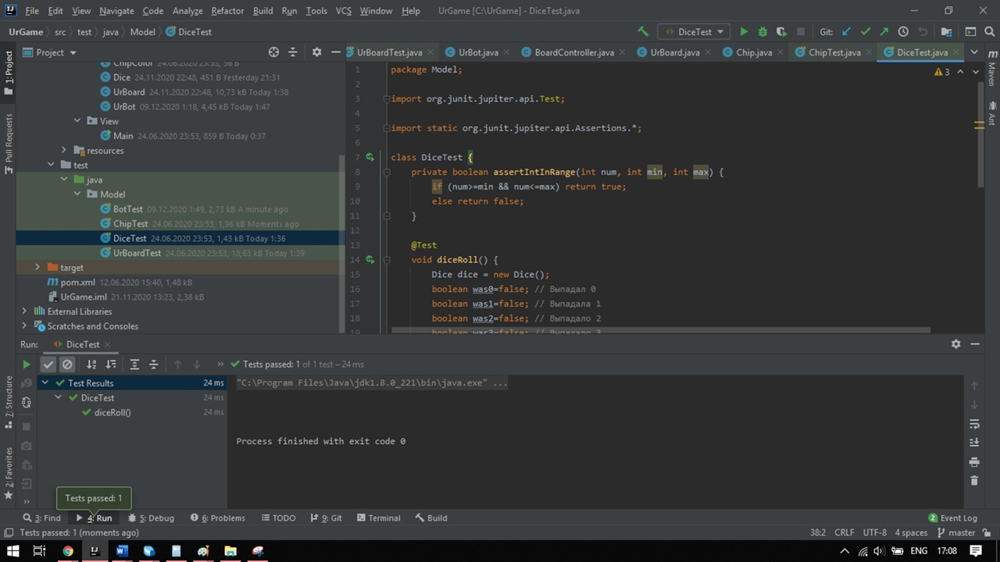 File Edit View Navigate Code Analyze Refactor Build Run Tools VCS Window Help UrGame [C:\UrGame] - DiceTest.java
UrGame src test java Model DiceTest DiceTest Git:
1: Project
Pull Requests
7: Structure
2: Favorites
Project
ChipColor 24.06.2020 23:53, 56 B
Dice 24.11.2020 22:48, 451 B Yesterday 21:31
UrBoard 24.11.2020 22:48, 10,73 kB Today 1:38
UrBot 09.12.2020 1:18, 4,45 kB Today 1:47
View
Main 24.06.2020 23:53, 859 B Today 0:37
resources
test
java
Model
BotTest 09.12.2020 1:49, 2,73 kB A minute ago
ChipTest 24.06.2020 23:53, 1,96 kB Moments ago
DiceTest 24.06.2020 23:53, 1,43 kB Today 1:36
UrBoardTest 24.06.2020 23:53, 18,63 kB Today 1:39
target
pom.xml 12.06.2020 15:40, 1,48 kB
UrGame.iml 21.11.2020 13:23, 2,38 kB
External Libraries
Scratches and Consoles
UrBoardTest.java UrBot.java BoardController.java UrBoard.java Chip.java ChipTest.java DiceTest.java
3
1 package Model;
2
3 import org.junit.jupiter.api.Test;
4
5 import static org.junit.jupiter.api.Assertions.*;
6
7 class DiceTest {
8 private boolean assertIntInRange(int num, int min, int max) {
9 if (num>=min && num<=max) return true;
10 else return false;
11 }
12
13 @Test
14 void diceRoll() {
15 Dice dice = new Dice();
16 boolean was0=false; // Выпадал 0
17 boolean was1=false; // Выпадала 1
18 boolean was2=false; // Выпадало 2
19 boolean was3=false; // Выпадало 3
Maven
Ant
Run: DiceTest
Tests passed: 1 of 1 test – 24 ms
Test Results 24 ms
DiceTest 24 ms
diceRoll() 24 ms
"C:\Program Files\Java\jdk1.8.0_221\bin\java.exe" ...
Process finished with exit code 0
Tests passed: 1
3: Find 4: Run 5: Debug 6: Problems TODO 9: Git Terminal Build 2 Event Log
Tests passed: 1 (moments ago) 38:2 CRLF UTF-8 4 spaces master
ENG 17:08